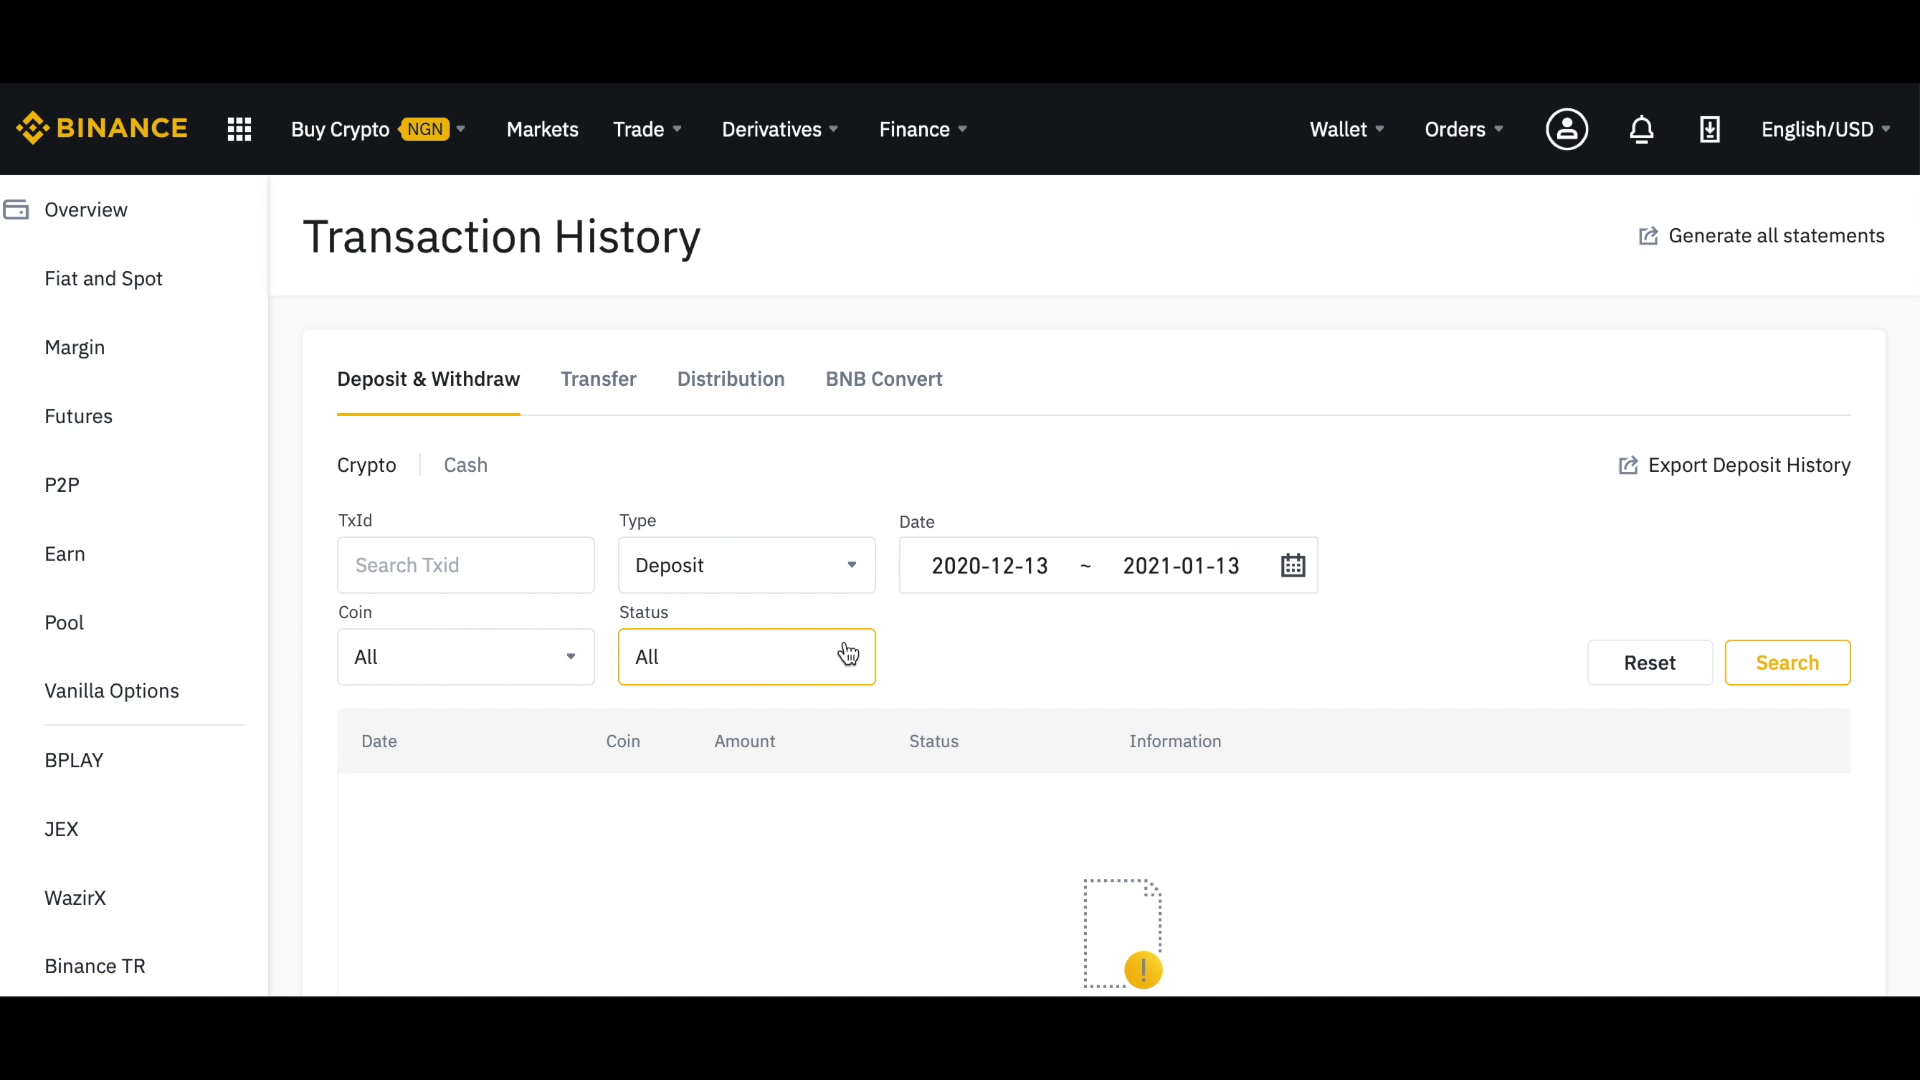 BINANCE
Buy Crypto NGN Markets Trade Derivatives Finance Wallet Orders English/USD
Overview
Fiat and Spot
Margin
Futures
P2P
Earn
Pool
Vanilla Options
BPLAY
JEX
WazirX
Binance TR
Transaction History
Generate all statements
Deposit & Withdraw Transfer Distribution BNB Convert
Crypto Cash
Export Deposit History
TxId Type Date
Search Txid Deposit 2020-12-13 ~ 2021-01-13
Coin Status
All All
Reset Search
Date Coin Amount Status Information
!